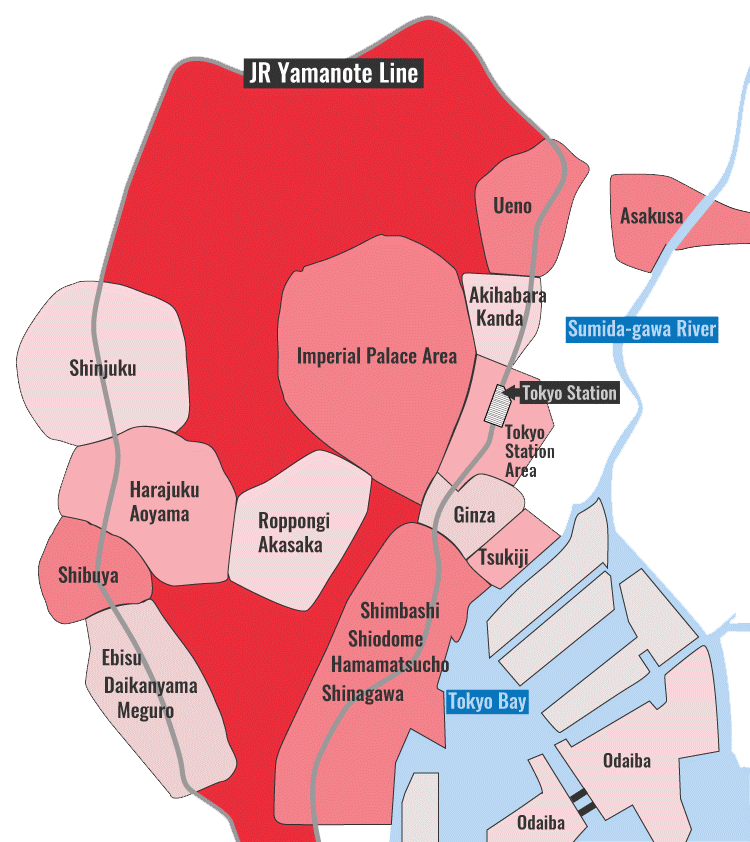 JR Yamanote Line
Ueno
Asakusa
Akihabara
Kanda
Sumida-gawa River
Imperial Palace Area
Shinjuku
Tokyo Station
Tokyo
Station
Area
Harajuku
Aoyama
Roppongi
Akasaka
Ginza
Tsukiji
Shibuya
Shimbashi
Shiodome
Hamamatsucho
Shinagawa
Ebisu
Daikanyama
Meguro
Tokyo Bay
Odaiba
Odaiba